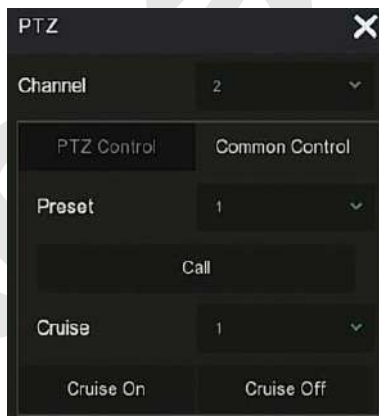 PTZ
Channel 2
PTZ Control Common Control
Preset 1
Call
Cruise 1
Cruise On Cruise Off